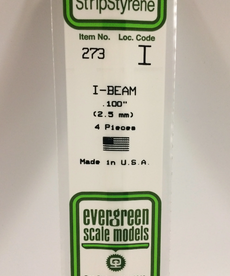 StripStyrene
Item No. Loc. Code
273 I
I-BEAM
.100"
(2.5 mm)
4 Pieces
Made in U.S.A.
evergreen
scale models